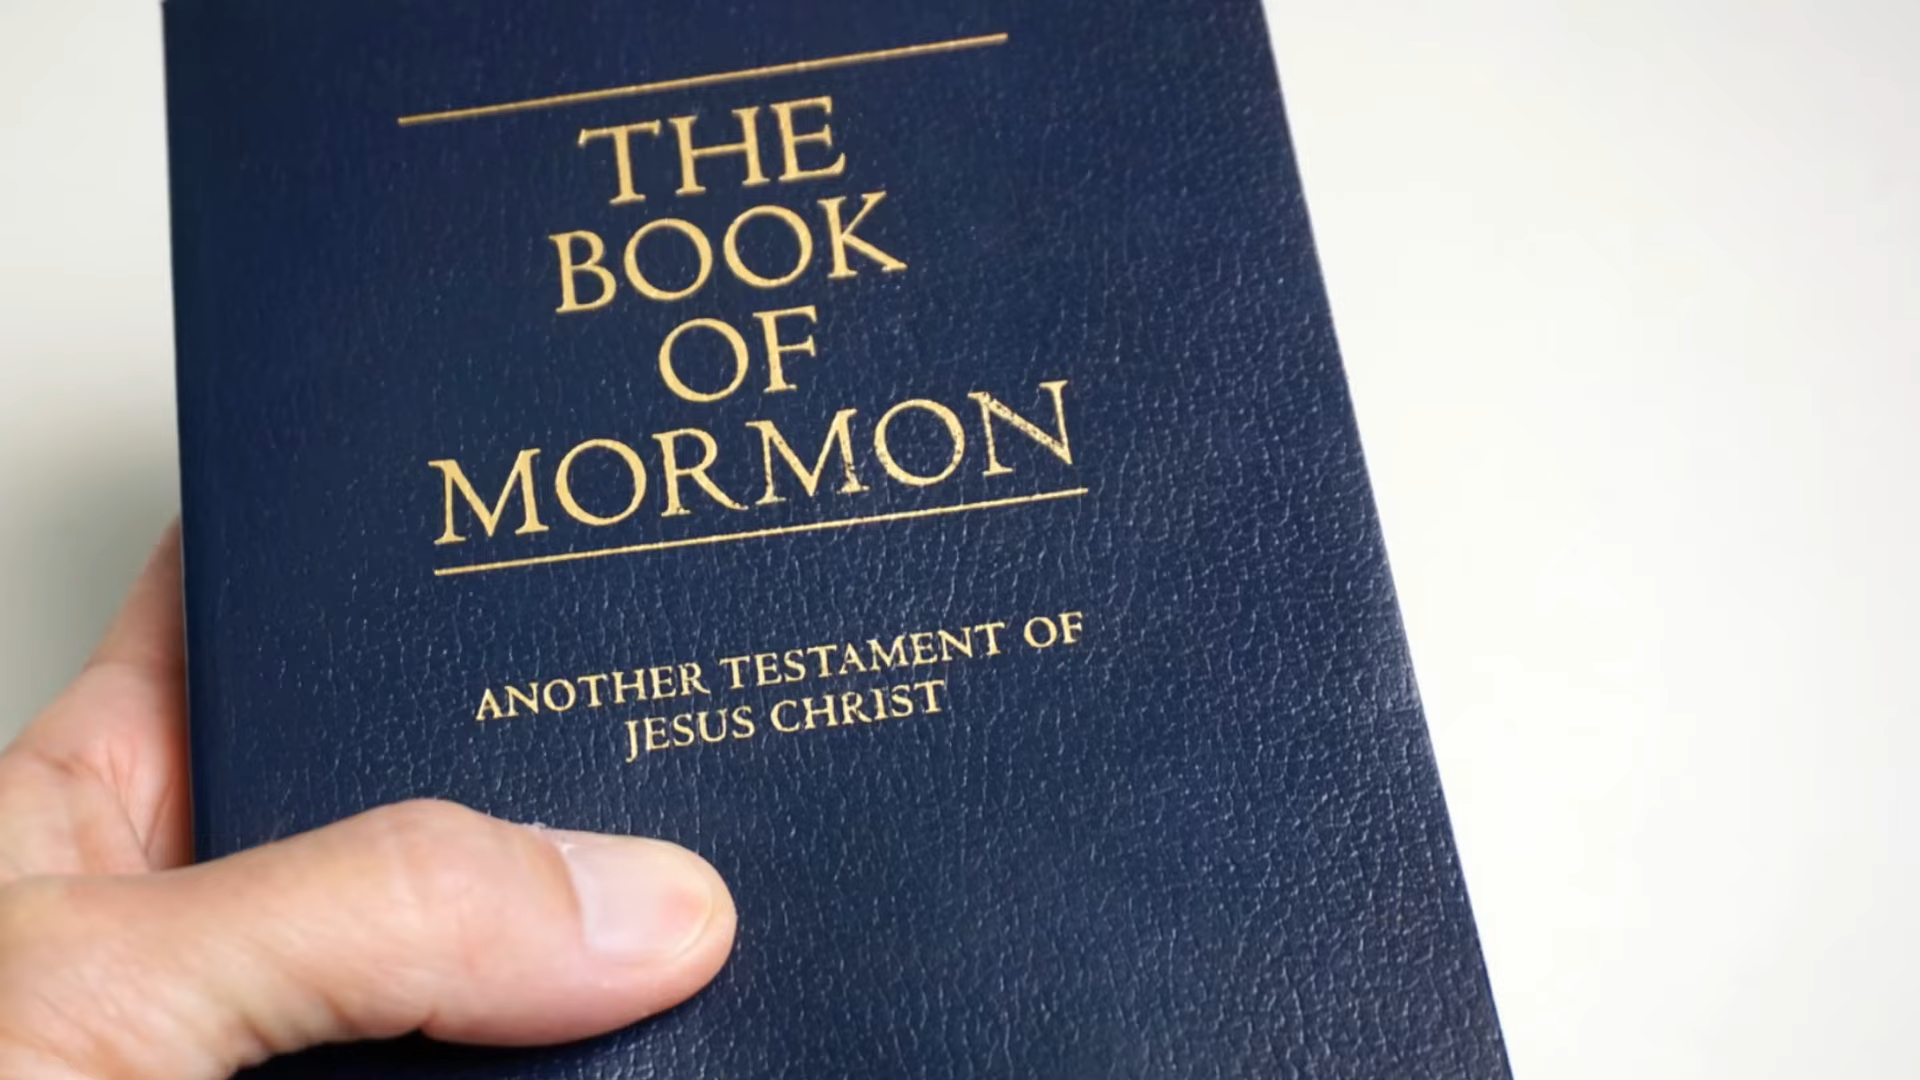 THE
BOOK
OF
MORMON
ANOTHER TESTAMENT OF
JESUS CHRIST